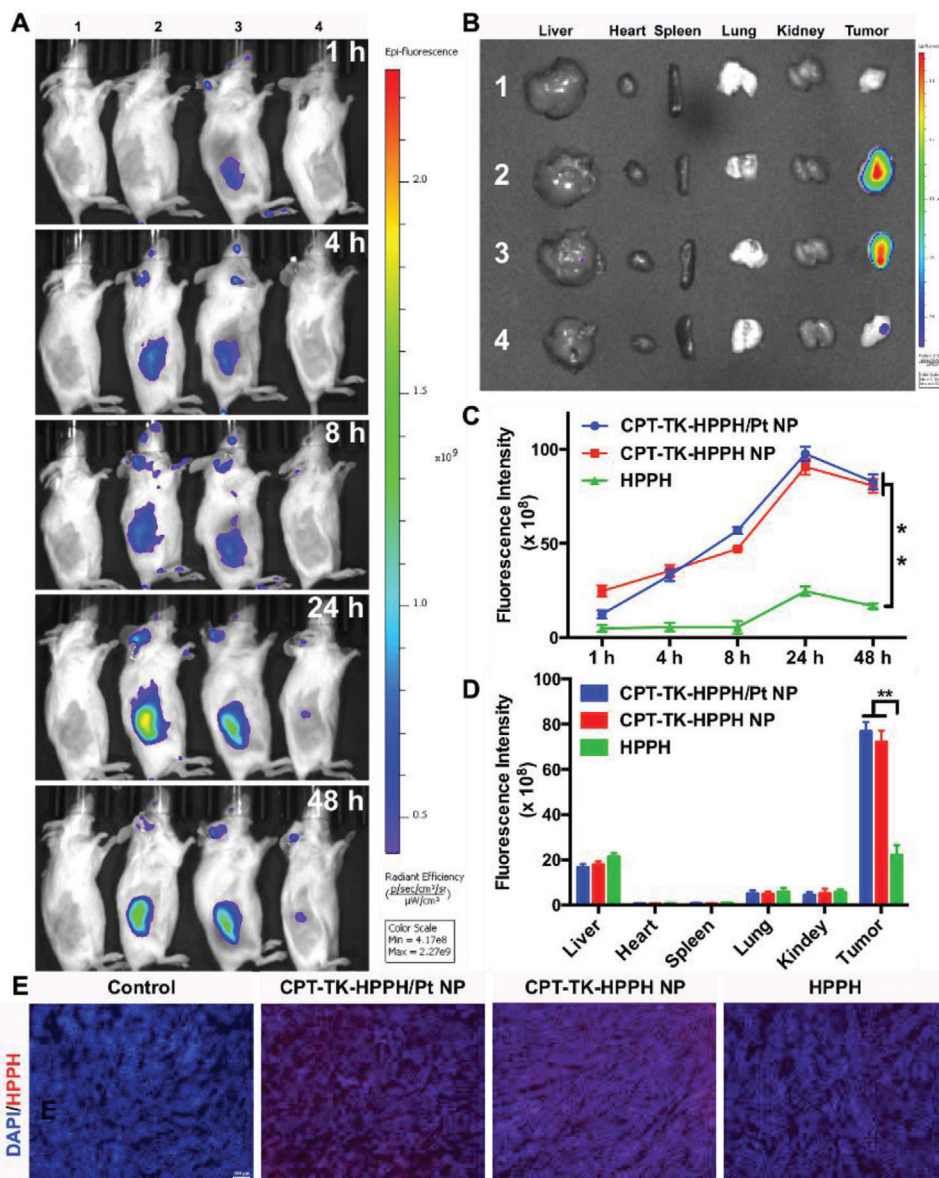 A
1 2 3 4
1 h
4 h
8 h
24 h
48 h
Epi-fluorescence
2.0
1.5
x10⁹
1.0
0.5
Radiant Efficiency
(p/sec/cm²/sr / µW/cm²)
Color Scale
Min = 4.17e8
Max = 2.27e9
B
Liver Heart Spleen Lung Kidney Tumor
1
2
3
4
C
Fluorescence Intensity
(x 10⁸)
100
50
0
CPT-TK-HPPH/Pt NP
CPT-TK-HPPH NP
HPPH
*
*
1 h 4 h 8 h 24 h 48 h
D
Fluorescence Intensity
(x 10⁸)
100
80
60
40
20
0
CPT-TK-HPPH/Pt NP
CPT-TK-HPPH NP
HPPH
**
Liver Heart Spleen Lung Kindey Tumor
E
Control CPT-TK-HPPH/Pt NP CPT-TK-HPPH NP HPPH
DAPI/HPPH
E